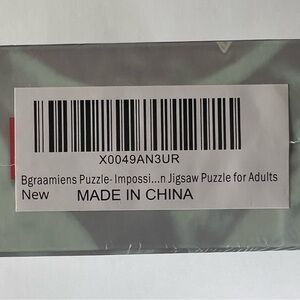 X0049AN3UR
Bgraamiens Puzzle- Impossi...n Jigsaw Puzzle for Adults
New MADE IN CHINA